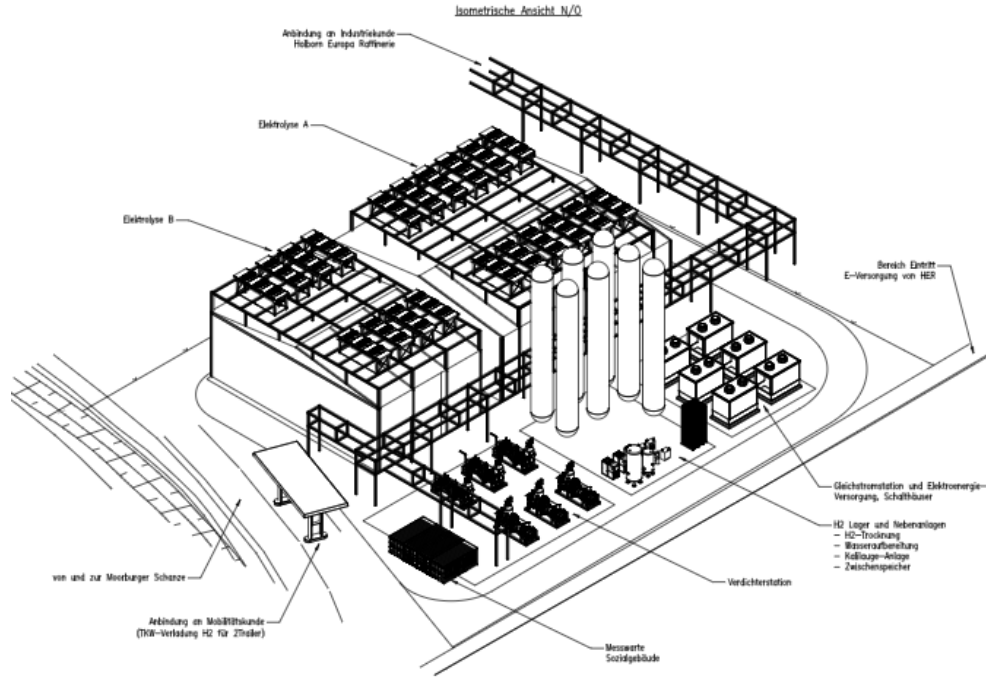 Isometrische Ansicht N/O
Anbindung an Industriekunde
Holborn Europa Raffinerie
Elektrolyse A
Elektrolyse B
Bereich Eintritt
E-Versorgung von HER
Gleichstromstation und Elektroenergie-
Versorgung, Schalthäuser
H2 Lager und Nebenanlagen
- H2-Trocknung
- Wasseraufbereitung
- Kalilauge-Anlage
- Zwischenspeicher
Verdichterstation
von und zur Moorburger Schanze
Anbindung an Mobilitätskunde
(TKW-Verladung H2 für 2Trailer)
Messwarte
Sozialgebäude